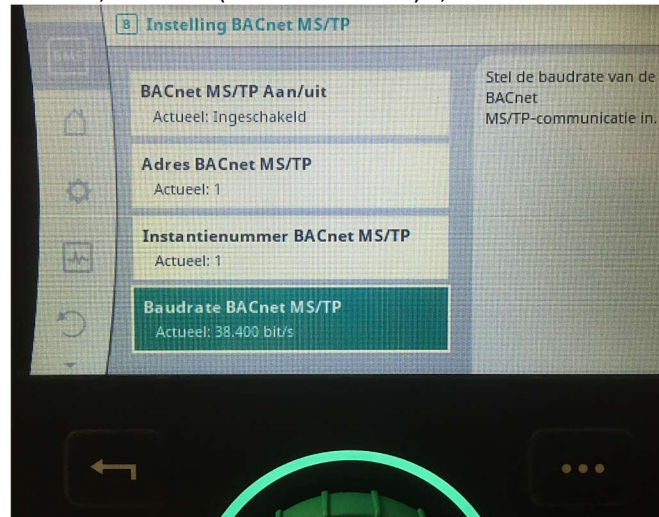 8 Instelling BACnet MS/TP
BACnet MS/TP Aan/uit
Actueel: Ingeschakeld
Adres BACnet MS/TP
Actueel: 1
Instantienummer BACnet MS/TP
Actueel: 1
Baudrate BACnet MS/TP
Actueel: 38.400 bit/s
Stel de baudrate van de
BACnet
MS/TP-communicatie in.